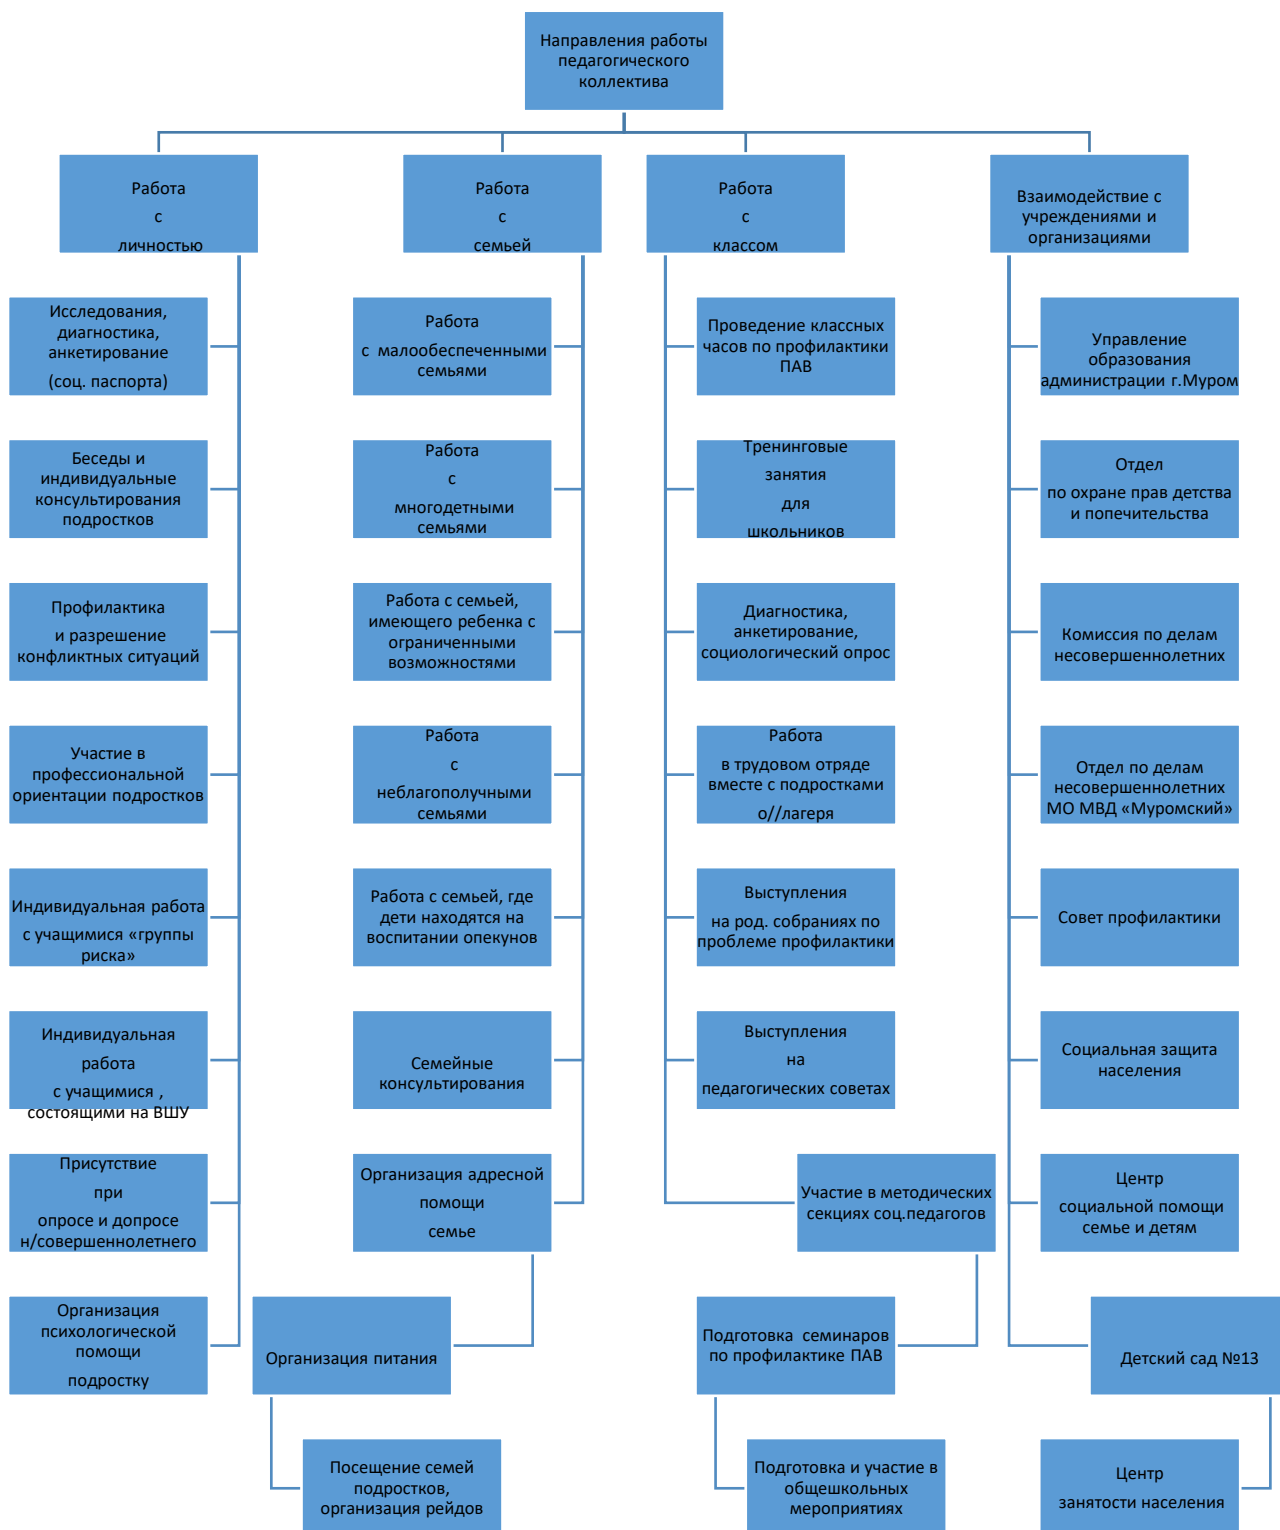 Направления работы
педагогического
коллектива
Работа
с
личностью
Работа
с
семьей
Работа
с
классом
Взаимодействие с
учреждениями и
организациями
Исследования,
диагностика,
анкетирование
(соц. паспорта)
Беседы и
индивидуальные
консультирования
подростков
Профилактика
и разрешение
конфликтных ситуаций
Участие в
профессиональной
ориентации подростков
Индивидуальная работа
с учащимися «группы
риска»
Индивидуальная
работа
с учащимися ,
состоящими на ВШУ
Присутствие
при
опросе и допросе
н/совершеннолетнего
Организация
психологической
помощи
подростку
Работа
с малообеспеченными
семьями
Работа
с
многодетными
семьями
Работа с семьей,
имеющего ребенка с
ограниченными
возможностями
Работа
с
неблагополучными
семьями
Работа с семьей, где
дети находятся на
воспитании опекунов
Семейные
консультирования
Организация адресной
помощи
семье
Организация питания
Посещение семей
подростков,
организация рейдов
Проведение классных
часов по профилактики
ПАВ
Тренинговые
занятия
для
школьников
Диагностика,
анкетирование,
социологический опрос
Работа
в трудовом отряде
вместе с подростками
о//лагеря
Выступления
на род. собраниях по
проблеме профилактики
Выступления
на
педагогических советах
Участие в методических
секциях соц.педагогов
Подготовка семинаров
по профилактике ПАВ
Подготовка и участие в
общешкольных
мероприятиях
Управление
образования
администрации г.Муром
Отдел
по охране прав детства
и попечительства
Комиссия по делам
несовершеннолетних
Отдел по делам
несовершеннолетних
МО МВД «Муромский»
Совет профилактики
Социальная защита
населения
Центр
социальной помощи
семье и детям
Детский сад №13
Центр
занятости населения